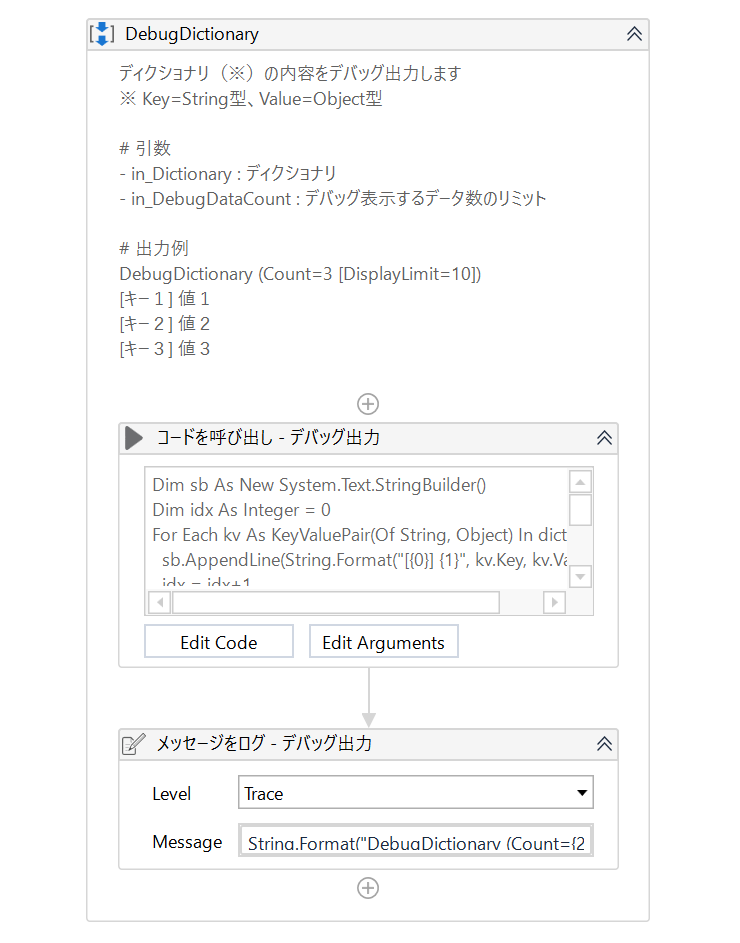 DebugDictionary
ディクショナリ（※）の内容をデバッグ出力します
※ Key=String型、Value=Object型
# 引数
- in_Dictionary : ディクショナリ
- in_DebugDataCount : デバッグ表示するデータ数のリミット
# 出力例
DebugDictionary (Count=3 [DisplayLimit=10])
[キー１] 値１
[キー２] 値２
[キー３] 値３
コードを呼び出し - デバッグ出力
Dim sb As New System.Text.StringBuilder()
Dim idx As Integer = 0
For Each kv As KeyValuePair(Of String, Object) In dict
sb.AppendLine(String.Format("[{0}] {1}", kv.Key, kv.Va
idx = idx+1
Edit Code
Edit Arguments
メッセージをログ - デバッグ出力
Level
Trace
Message
String.Format("DebugDictionary (Count={2